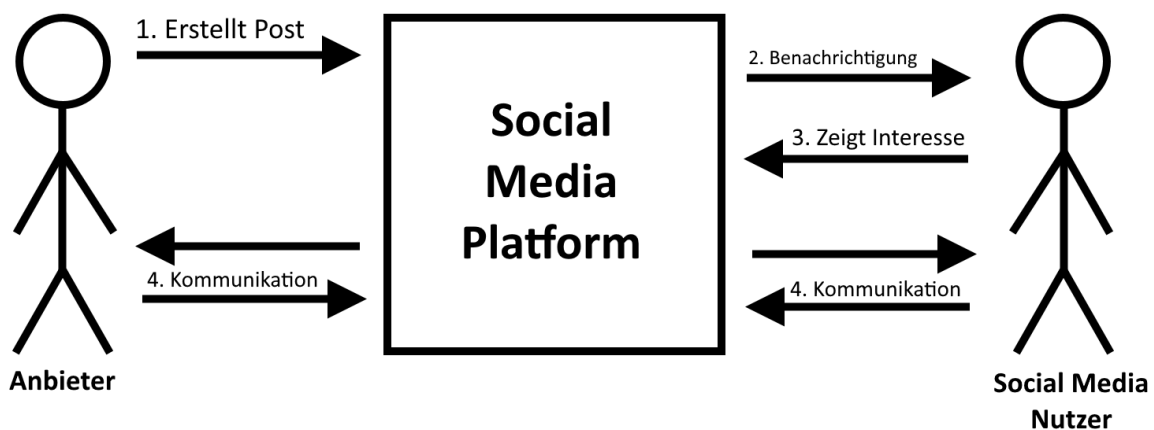 1. Erstellt Post
2. Benachrichtigung
3. Zeigt Interesse
Social
Media
Platform
4. Kommunikation
4. Kommunikation
Anbieter
Social Media
Nutzer